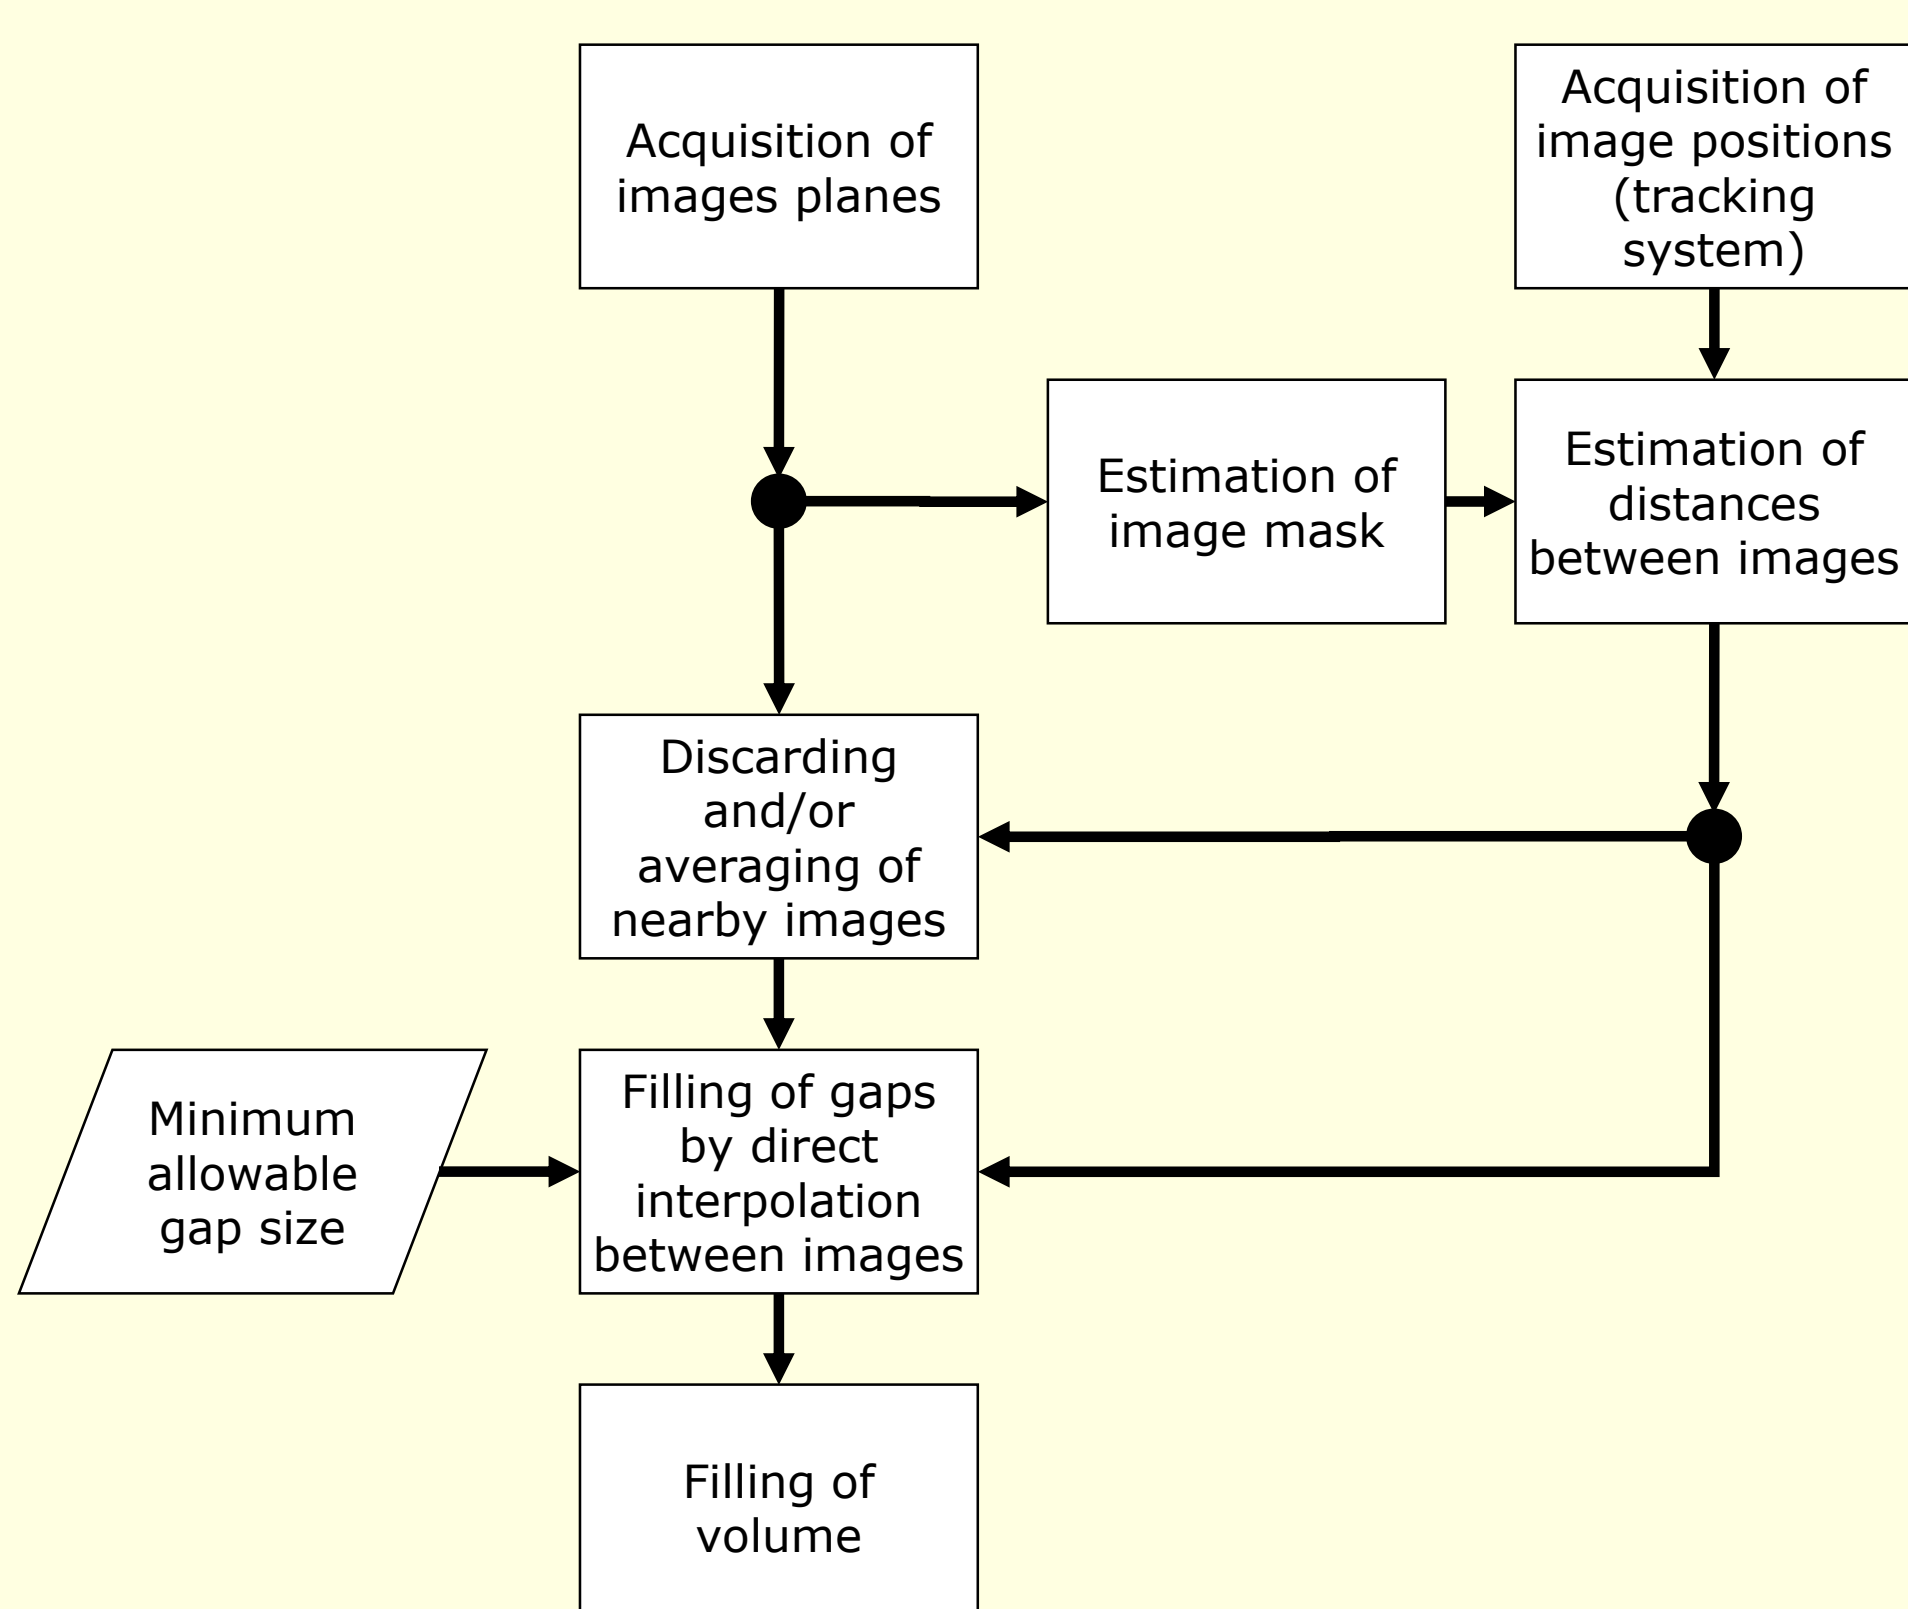 Acquisition of
images planes
Acquisition of
image positions
(tracking
system)
Estimation of
image mask
Estimation of
distances
between images
Discarding
and/or
averaging of
nearby images
Minimum
allowable
gap size
Filling of gaps
by direct
interpolation
between images
Filling of
volume